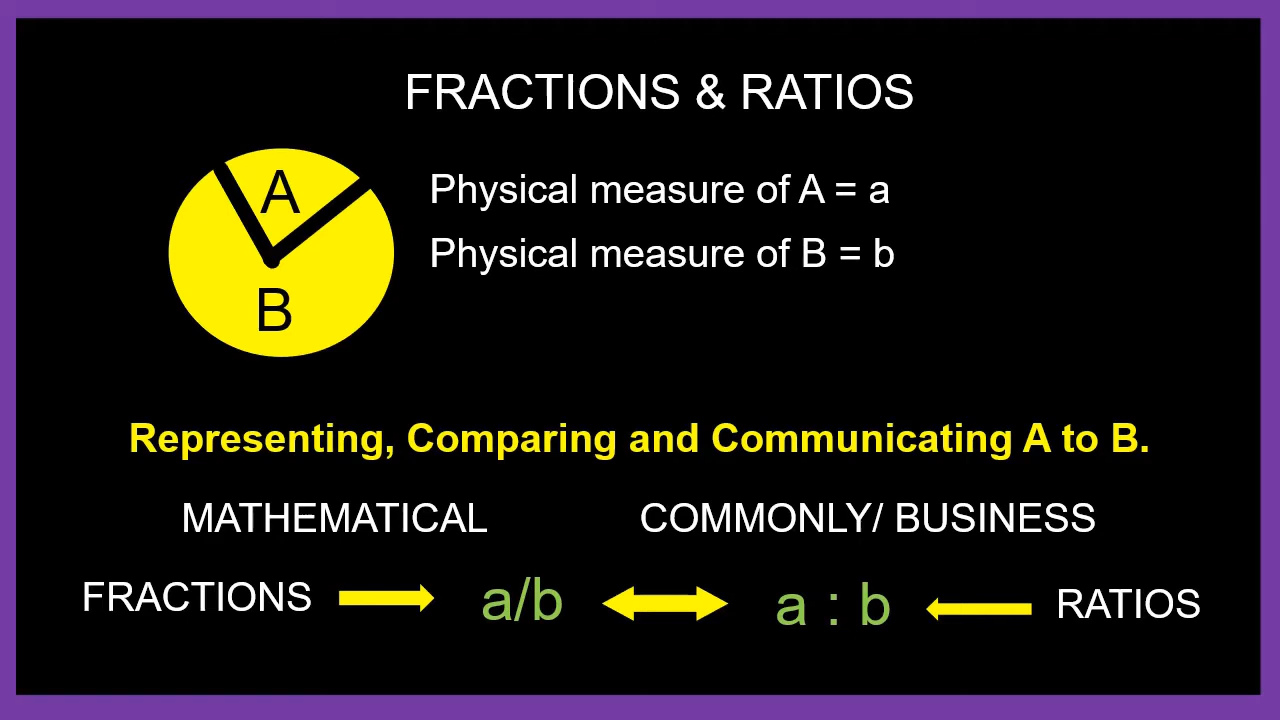 FRACTIONS & RATIOS
A
B
Physical measure of A = a
Physical measure of B = b
Representing, Comparing and Communicating A to B.
MATHEMATICAL
COMMONLY/ BUSINESS
FRACTIONS
a/b
a : b
RATIOS